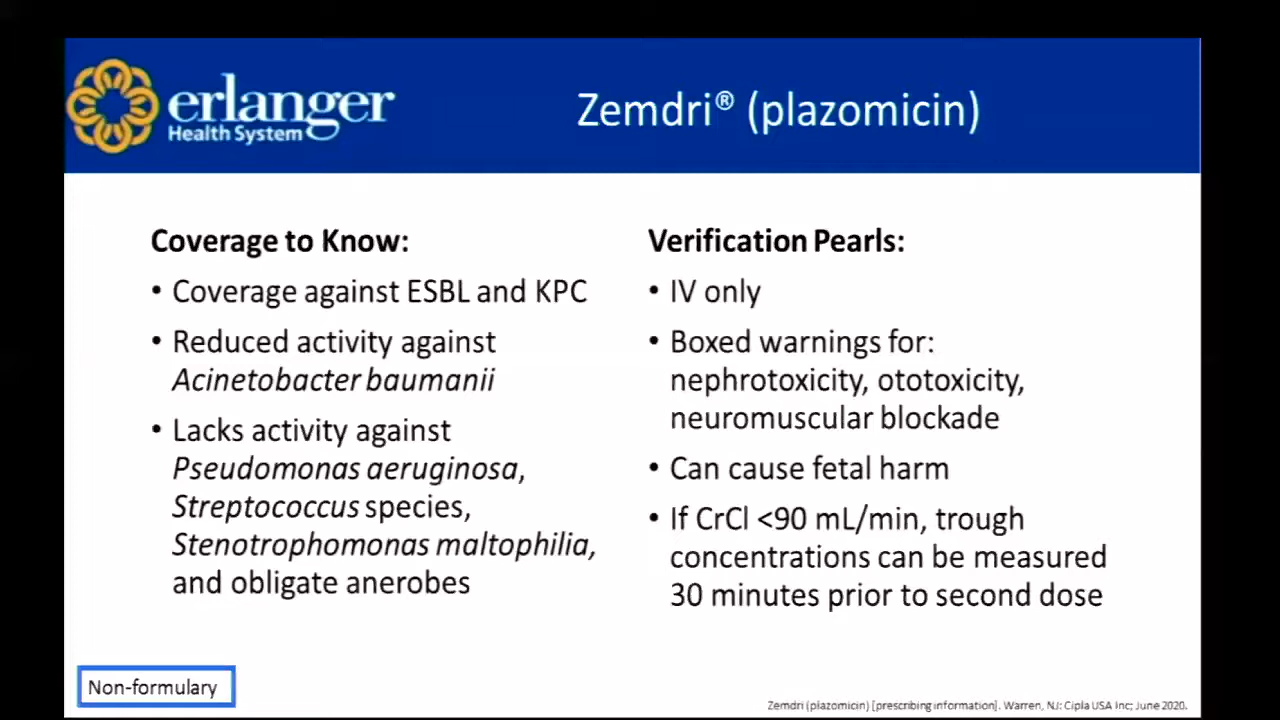 erlanger
Health System
Zemdri® (plazomicin)
Coverage to Know:
• Coverage against ESBL and KPC
• Reduced activity against
Acinetobacter baumanii
• Lacks activity against
Pseudomonas aeruginosa,
Streptococcus species,
Stenotrophomonas maltophilia,
and obligate anerobes
Verification Pearls:
• IV only
• Boxed warnings for:
nephrotoxicity, ototoxicity,
neuromuscular blockade
• Can cause fetal harm
• If CrCl <90 mL/min, trough
concentrations can be measured
30 minutes prior to second dose
Non-formulary
Zemdri (plazomicin) [prescribing information]. Warren, NJ: Cipla USA Inc; June 2020.